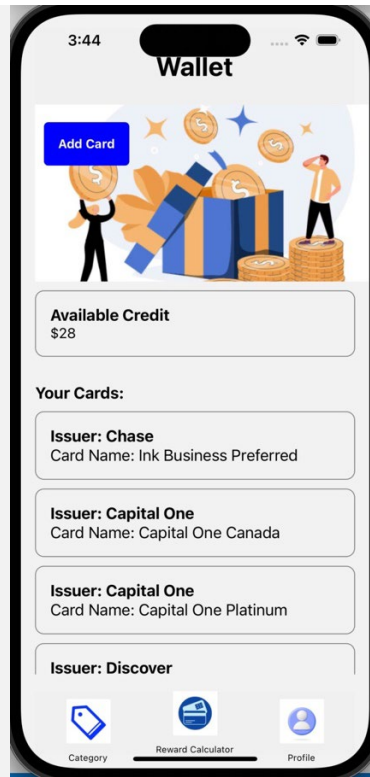 3:44
Wallet
Add Card
Available Credit
$28
Your Cards:
Issuer: Chase
Card Name: Ink Business Preferred
Issuer: Capital One
Card Name: Capital One Canada
Issuer: Capital One
Card Name: Capital One Platinum
Issuer: Discover
Category
Reward Calculator
Profile